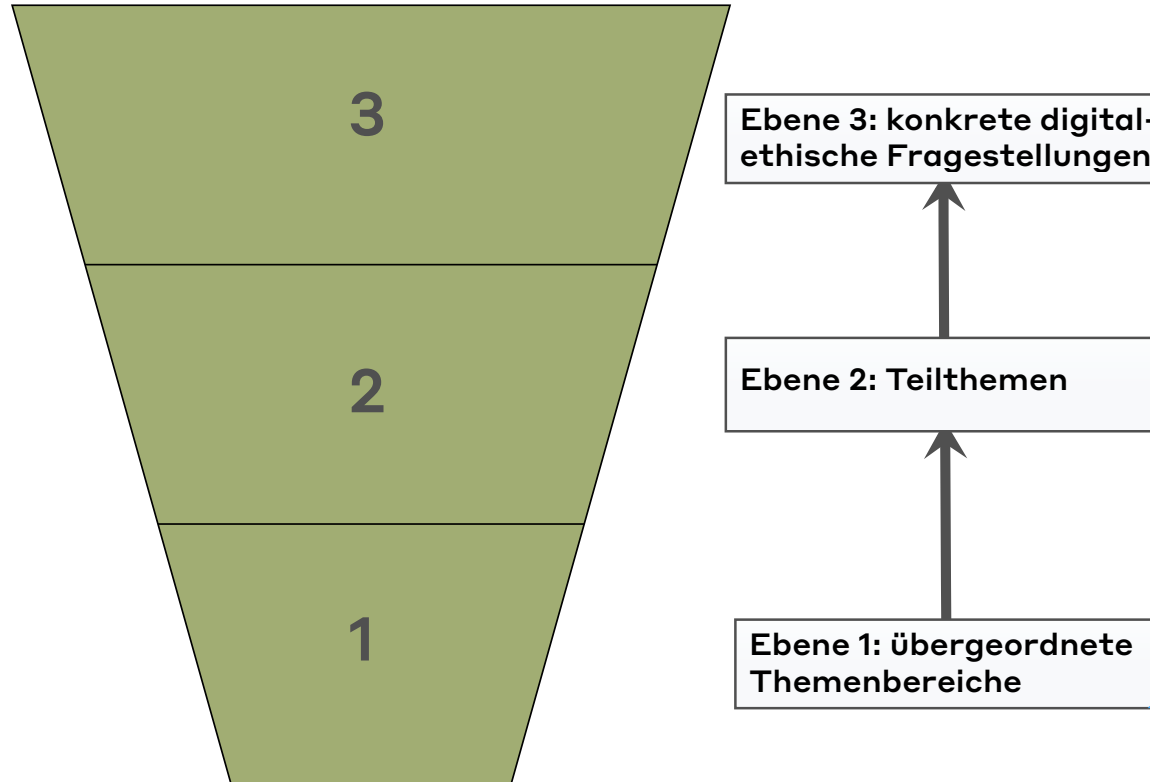 3
Ebene 3: konkrete digital-
ethische Fragestellungen
2
Ebene 2: Teilthemen
1
Ebene 1: übergeordnete
Themenbereiche